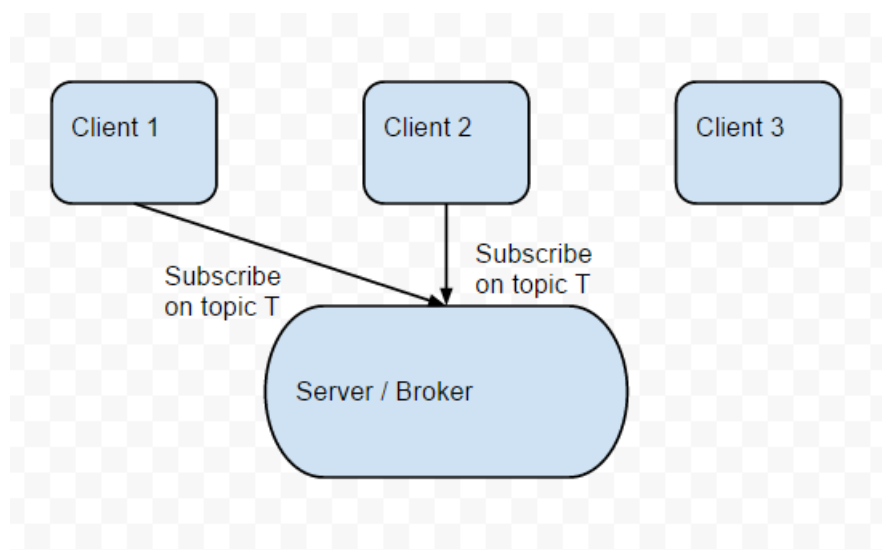 Client 1
Client 2
Client 3
Subscribe
on topic T
Subscribe
on topic T
Server / Broker